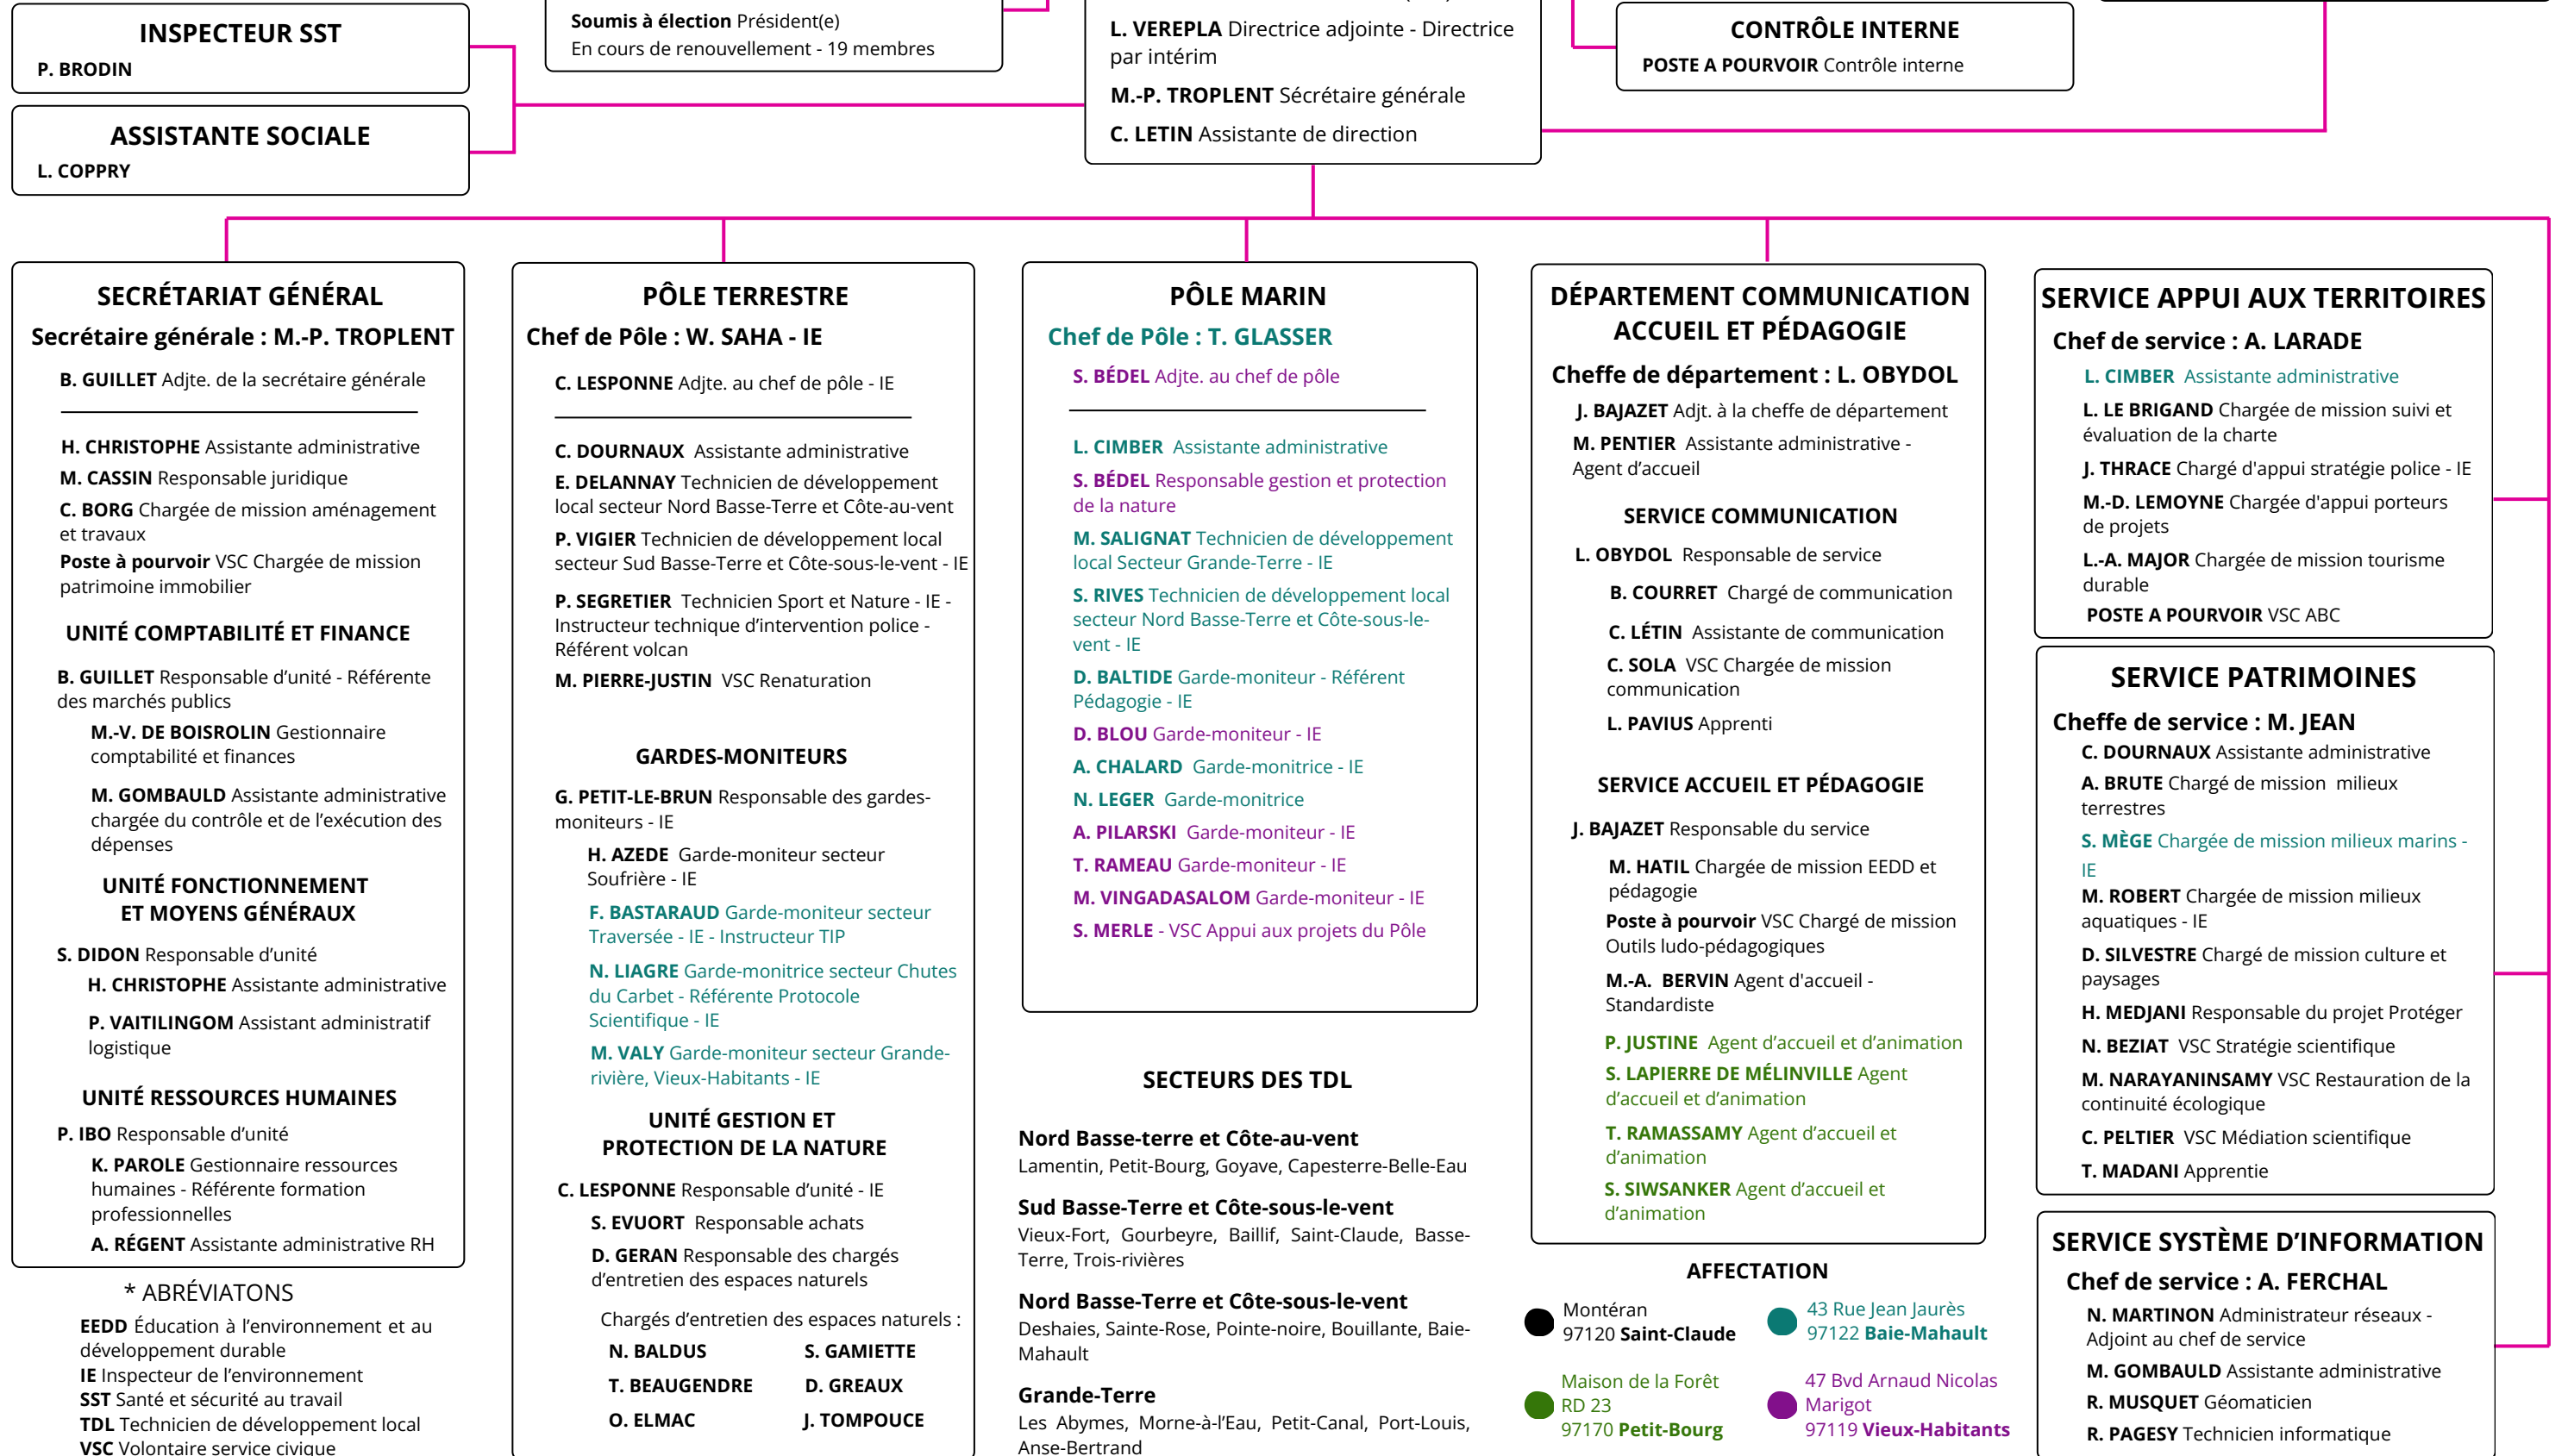 INSPECTEUR SST
P. BRODIN
ASSISTANTE SOCIALE
L. COPPRY
Soumis à élection Président(e)
En cours de renouvellement - 19 membres
L. VEREPLA Directrice adjointe - Directrice
par intérim
M.-P. TROPLENT Sécrétaire générale
C. LETIN Assistante de direction
CONTRÔLE INTERNE
POSTE A POURVOIR Contrôle interne
SECRÉTARIAT GÉNÉRAL
Secrétaire générale : M.-P. TROPLENT
B. GUILLET Adjte. de la secrétaire générale
H. CHRISTOPHE Assistante administrative
M. CASSIN Responsable juridique
C. BORG Chargée de mission aménagement
et travaux
Poste à pourvoir VSC Chargée de mission
patrimoine immobilier
UNITÉ COMPTABILITÉ ET FINANCE
B. GUILLET Responsable d’unité - Référente
des marchés publics
M.-V. DE BOISROLIN Gestionnaire
comptabilité et finances
M. GOMBAULD Assistante administrative
chargée du contrôle et de l’exécution des
dépenses
UNITÉ FONCTIONNEMENT
ET MOYENS GÉNÉRAUX
S. DIDON Responsable d’unité
H. CHRISTOPHE Assistante administrative
P. VAITILINGOM Assistant administratif
logistique
UNITÉ RESSOURCES HUMAINES
P. IBO Responsable d’unité
K. PAROLE Gestionnaire ressources
humaines - Référente formation
professionnelles
A. RÉGENT Assistante administrative RH
* ABRÉVIATONS
EEDD Éducation à l’environnement et au
développement durable
IE Inspecteur de l’environnement
SST Santé et sécurité au travail
TDL Technicien de développement local
VSC Volontaire service civique
PÔLE TERRESTRE
Chef de Pôle : W. SAHA - IE
C. LESPONNE Adjte. au chef de pôle - IE
C. DOURNAUX Assistante administrative
E. DELANNAY Technicien de développement
local secteur Nord Basse-Terre et Côte-au-vent
P. VIGIER Technicien de développement local
secteur Sud Basse-Terre et Côte-sous-le-vent - IE
P. SEGRETIER Technicien Sport et Nature - IE -
Instructeur technique d’intervention police -
Référent volcan
M. PIERRE-JUSTIN VSC Renaturation
GARDES-MONITEURS
G. PETIT-LE-BRUN Responsable des gardes-
moniteurs - IE
H. AZEDE Garde-moniteur secteur
Soufrière - IE
F. BASTARAUD Garde-moniteur secteur
Traversée - IE - Instructeur TIP
N. LIAGRE Garde-monitrice secteur Chutes
du Carbet - Référente Protocole
Scientifique - IE
M. VALY Garde-moniteur secteur Grande-
rivière, Vieux-Habitants - IE
UNITÉ GESTION ET
PROTECTION DE LA NATURE
C. LESPONNE Responsable d’unité - IE
S. EVUORT Responsable achats
D. GERAN Responsable des chargés
d’entretien des espaces naturels
Chargés d’entretien des espaces naturels :
N. BALDUS S. GAMIETTE
T. BEAUGENDRE D. GREAUX
O. ELMAC J. TOMPOUCE
PÔLE MARIN
Chef de Pôle : T. GLASSER
S. BÉDEL Adjte. au chef de pôle
L. CIMBER Assistante administrative
S. BÉDEL Responsable gestion et protection
de la nature
M. SALIGNAT Technicien de développement
local Secteur Grande-Terre - IE
S. RIVES Technicien de développement local
secteur Nord Basse-Terre et Côte-sous-le-
vent - IE
D. BALTIDE Garde-moniteur - Référent
Pédagogie - IE
D. BLOU Garde-moniteur - IE
A. CHALARD Garde-monitrice - IE
N. LEGER Garde-monitrice
A. PILARSKI Garde-moniteur - IE
T. RAMEAU Garde-moniteur - IE
M. VINGADASALOM Garde-moniteur - IE
S. MERLE - VSC Appui aux projets du Pôle
SECTEURS DES TDL
Nord Basse-terre et Côte-au-vent
Lamentin, Petit-Bourg, Goyave, Capesterre-Belle-Eau
Sud Basse-Terre et Côte-sous-le-vent
Vieux-Fort, Gourbeyre, Baillif, Saint-Claude, Basse-
Terre, Trois-rivières
Nord Basse-Terre et Côte-sous-le-vent
Deshaies, Sainte-Rose, Pointe-noire, Bouillante, Baie-
Mahault
Grande-Terre
Les Abymes, Morne-à-l’Eau, Petit-Canal, Port-Louis,
Anse-Bertrand
DÉPARTEMENT COMMUNICATION
ACCUEIL ET PÉDAGOGIE
Cheffe de département : L. OBYDOL
J. BAJAZET Adjt. à la cheffe de département
M. PENTIER Assistante administrative -
Agent d’accueil
SERVICE COMMUNICATION
L. OBYDOL Responsable de service
B. COURRET Chargé de communication
C. LÉTIN Assistante de communication
C. SOLA VSC Chargée de mission
communication
L. PAVIUS Apprenti
SERVICE ACCUEIL ET PÉDAGOGIE
J. BAJAZET Responsable du service
M. HATIL Chargée de mission EEDD et
pédagogie
Poste à pourvoir VSC Chargé de mission
Outils ludo-pédagogiques
M.-A. BERVIN Agent d'accueil -
Standardiste
P. JUSTINE Agent d’accueil et d’animation
S. LAPIERRE DE MÉLINVILLE Agent
d’accueil et d’animation
T. RAMASSAMY Agent d’accueil et
d’animation
S. SIWSANKER Agent d’accueil et
d’animation
AFFECTATION
Montéran
97120 Saint-Claude
43 Rue Jean Jaurès
97122 Baie-Mahault
Maison de la Forêt
RD 23
97170 Petit-Bourg
47 Bvd Arnaud Nicolas
Marigot
97119 Vieux-Habitants
SERVICE APPUI AUX TERRITOIRES
Chef de service : A. LARADE
L. CIMBER Assistante administrative
L. LE BRIGAND Chargée de mission suivi et
évaluation de la charte
J. THRACE Chargé d'appui stratégie police - IE
M.-D. LEMOYNE Chargée d'appui porteurs
de projets
L.-A. MAJOR Chargée de mission tourisme
durable
POSTE A POURVOIR VSC ABC
SERVICE PATRIMOINES
Cheffe de service : M. JEAN
C. DOURNAUX Assistante administrative
A. BRUTE Chargé de mission milieux
terrestres
S. MÈGE Chargée de mission milieux marins -
IE
M. ROBERT Chargée de mission milieux
aquatiques - IE
D. SILVESTRE Chargé de mission culture et
paysages
H. MEDJANI Responsable du projet Protéger
N. BEZIAT VSC Stratégie scientifique
M. NARAYANINSAMY VSC Restauration de la
continuité écologique
C. PELTIER VSC Médiation scientifique
T. MADANI Apprentie
SERVICE SYSTÈME D’INFORMATION
Chef de service : A. FERCHAL
N. MARTINON Administrateur réseaux -
Adjoint au chef de service
M. GOMBAULD Assistante administrative
R. MUSQUET Géomaticien
R. PAGESY Technicien informatique